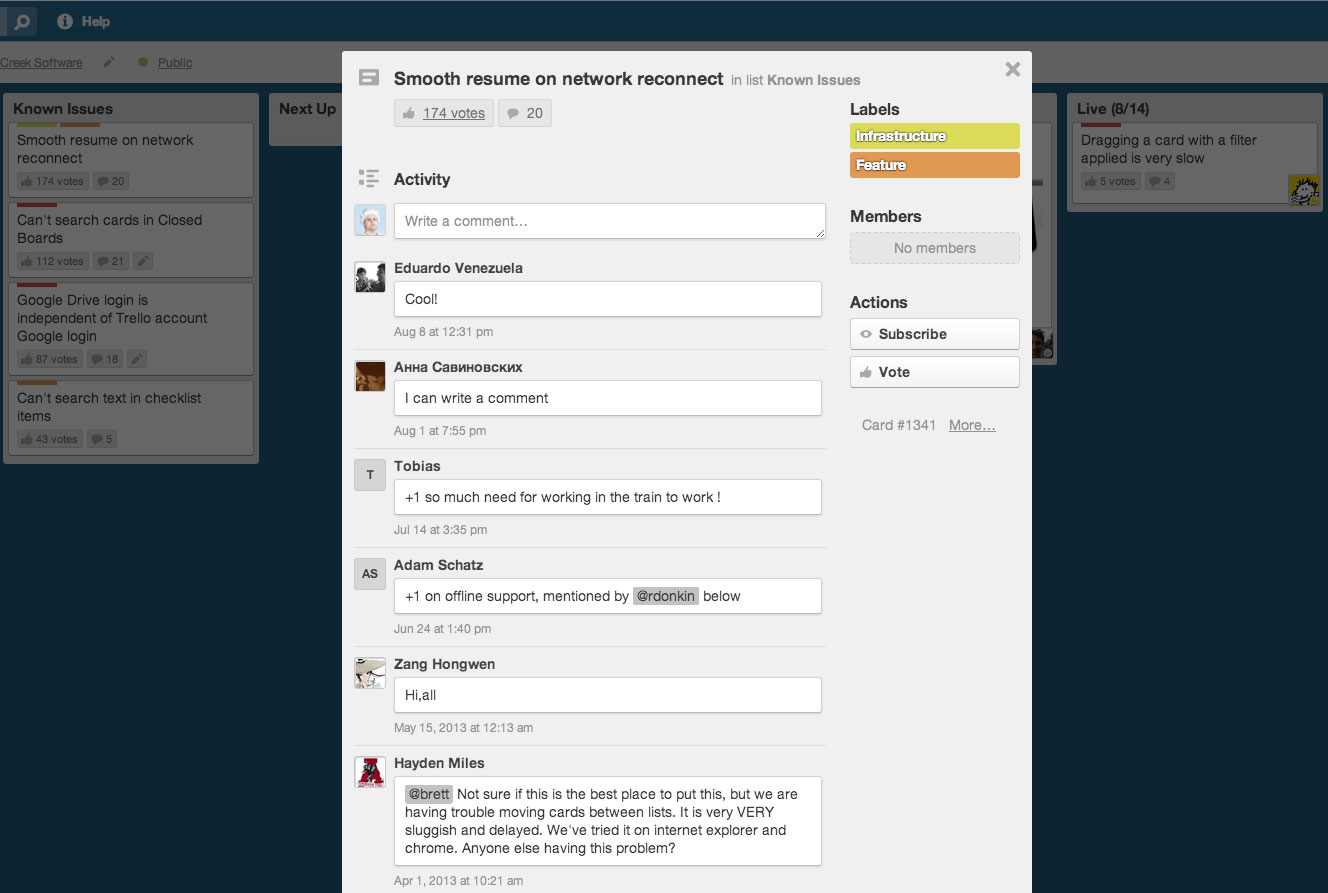 Help
Creek Software
Public
Known Issues
Smooth resume on network
reconnect
174 votes
20
Can't search cards in Closed
Boards
112 votes
21
Google Drive login is
independent of Trello account
Google login
87 votes
18
Can't search text in checklist
items
43 votes
5
Next Up
Smooth resume on network reconnect in list Known Issues
174 votes
20
Activity
Write a comment…
Eduardo Venezuela
Cool!
Aug 8 at 12:31 pm
Анна Савиновских
I can write a comment
Aug 1 at 7:55 pm
T
Tobias
+1 so much need for working in the train to work !
Jul 14 at 3:35 pm
AS
Adam Schatz
+1 on offline support, mentioned by @rdonkin below
Jun 24 at 1:40 pm
Zang Hongwen
Hi,all
May 15, 2013 at 12:13 am
Hayden Miles
@brett Not sure if this is the best place to put this, but we are
having trouble moving cards between lists. It is very VERY
sluggish and delayed. We've tried it on internet explorer and
chrome. Anyone else having this problem?
Apr 1, 2013 at 10:21 am
Labels
Infrastructure
Feature
Members
No members
Actions
Subscribe
Vote
Card #1341 More…
Live (8/14)
Dragging a card with a filter
applied is very slow
5 votes
4